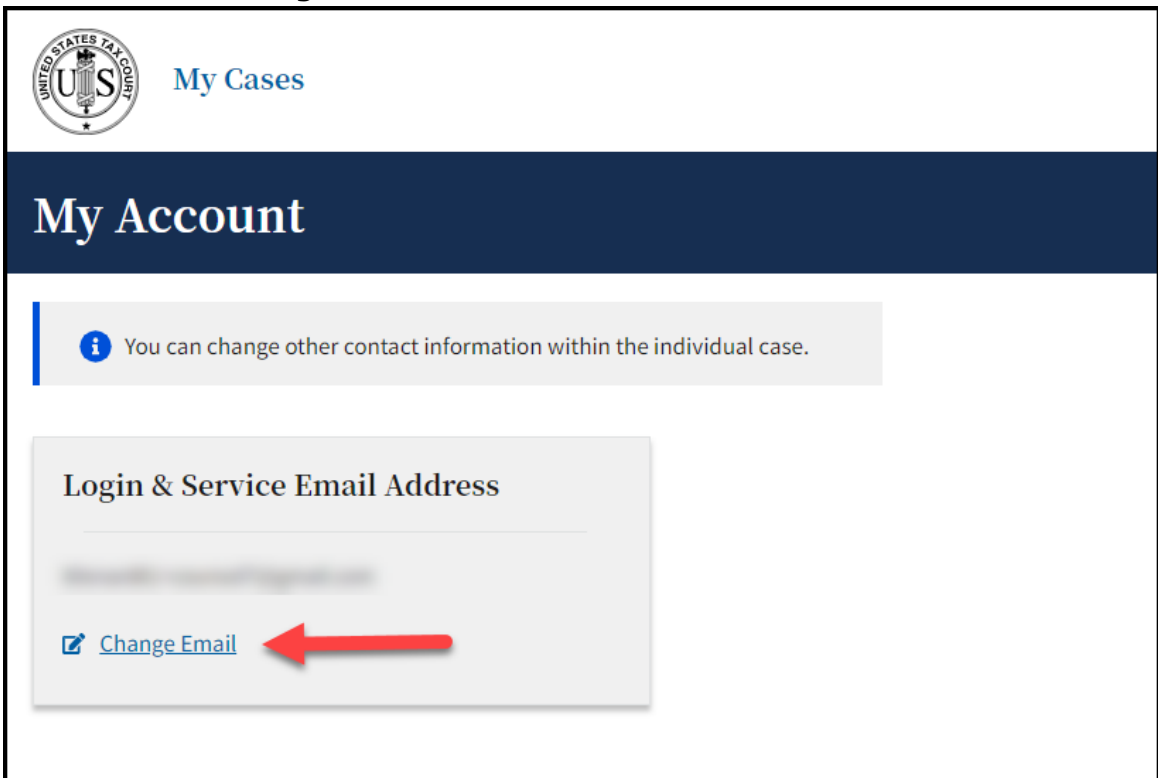 UNITED STATES TAX COURT
US
My Cases
My Account
You can change other contact information within the individual case.
Login & Service Email Address
Change Email